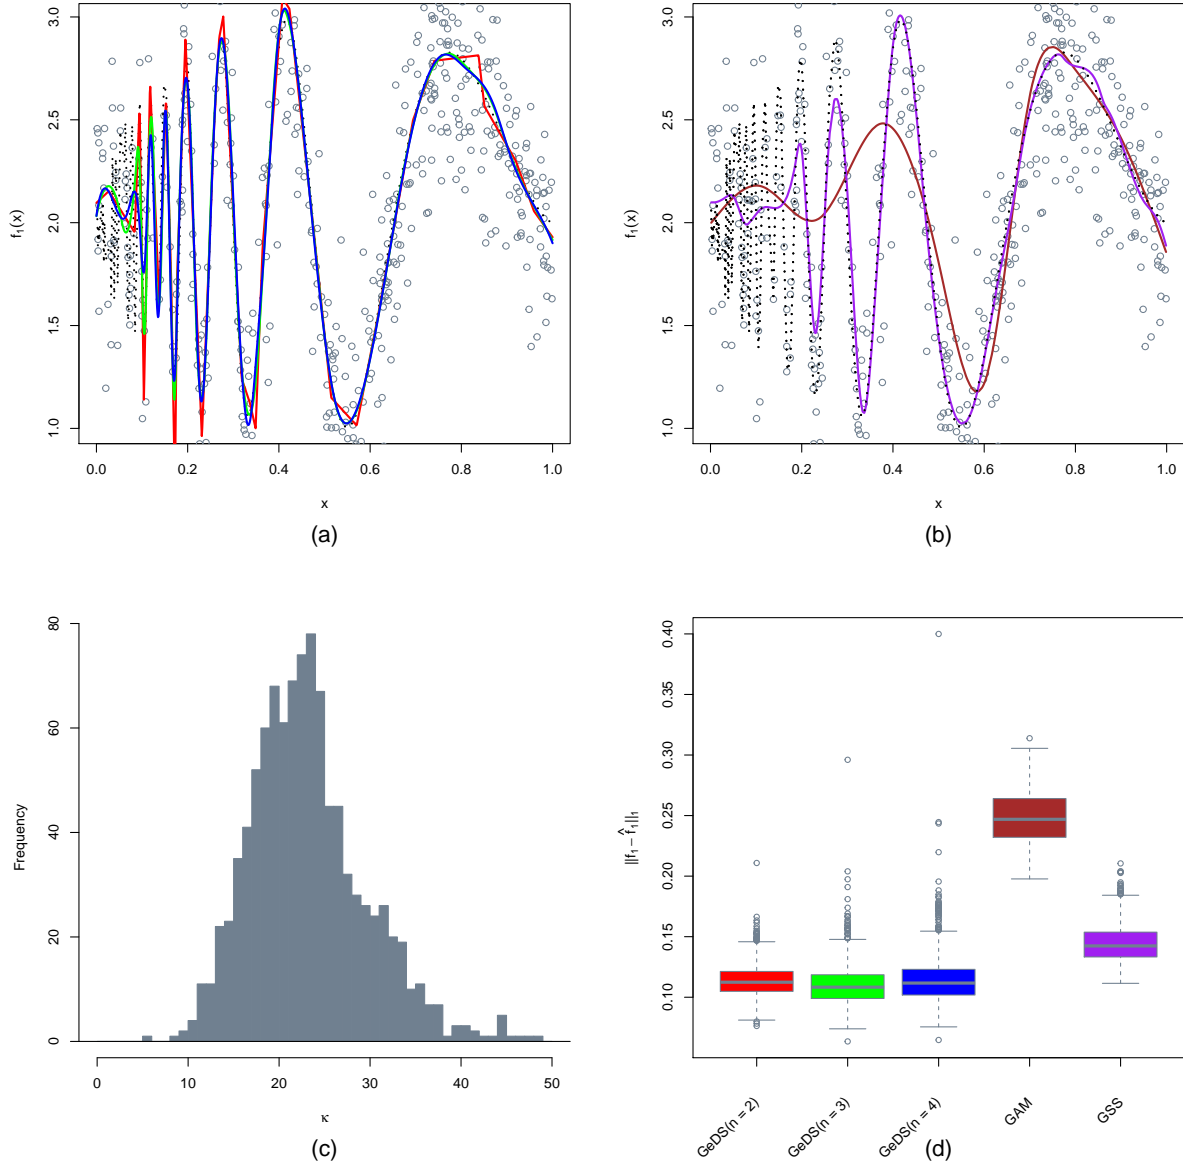 3.0
2.5
2.0
1.5
1.0
f₁(x)
0.0 0.2 0.4 0.6 0.8 1.0
x
(a)
3.0
2.5
2.0
1.5
1.0
f₁(x)
0.0 0.2 0.4 0.6 0.8 1.0
x
(b)
80
60
40
20
0
Frequency
0 10 20 30 40 50
κ
(c)
0.40
0.35
0.30
0.25
0.20
0.15
0.10
||f₁ − f̂₁||₁
GeDS(n = 2) GeDS(n = 3) GeDS(n = 4) GAM GSS
(d)